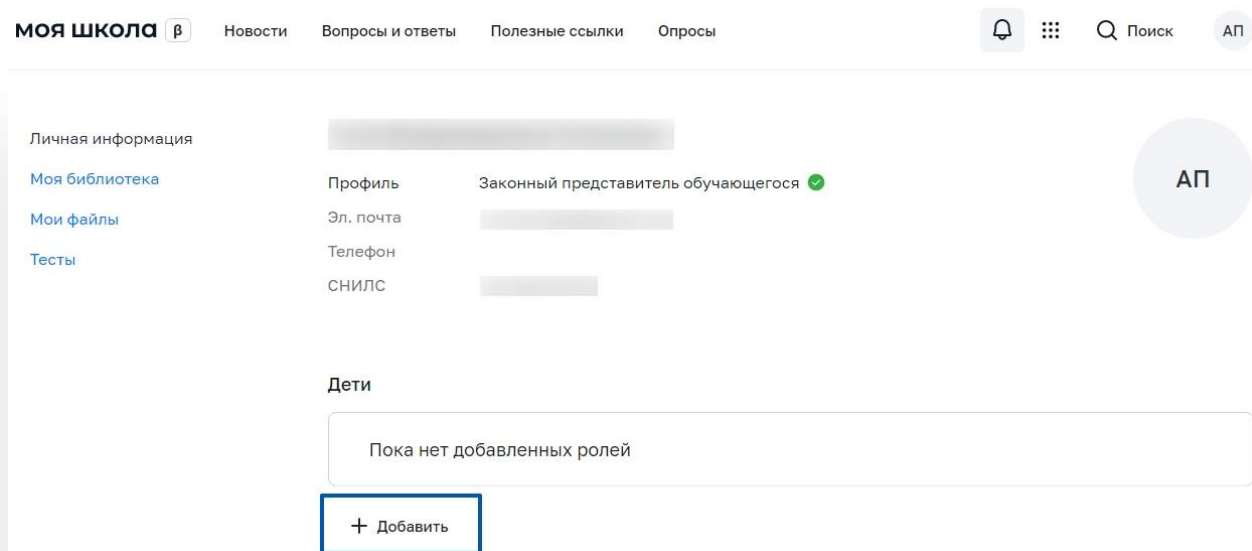 моя школа β Новости Вопросы и ответы Полезные ссылки Опросы Поиск АП
Личная информация
Моя библиотека
Мои файлы
Тесты
Профиль Законный представитель обучающегося
Эл. почта
Телефон
СНИЛС
АП
Дети
Пока нет добавленных ролей
+ Добавить